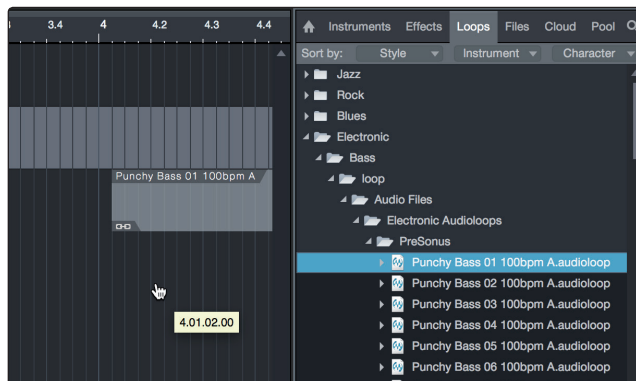 3.4 4 4.2 4.3 4.4
Punchy Bass 01 100bpm A
4.01.02.00
Instruments Effects Loops Files Cloud Pool
Sort by: Style Instrument Character
Jazz
Rock
Blues
Electronic
Bass
loop
Audio Files
Electronic Audioloops
PreSonus
Punchy Bass 01 100bpm A.audioloop
Punchy Bass 02 100bpm A.audioloop
Punchy Bass 03 100bpm A.audioloop
Punchy Bass 04 100bpm A.audioloop
Punchy Bass 05 100bpm A.audioloop
Punchy Bass 06 100bpm A.audioloop